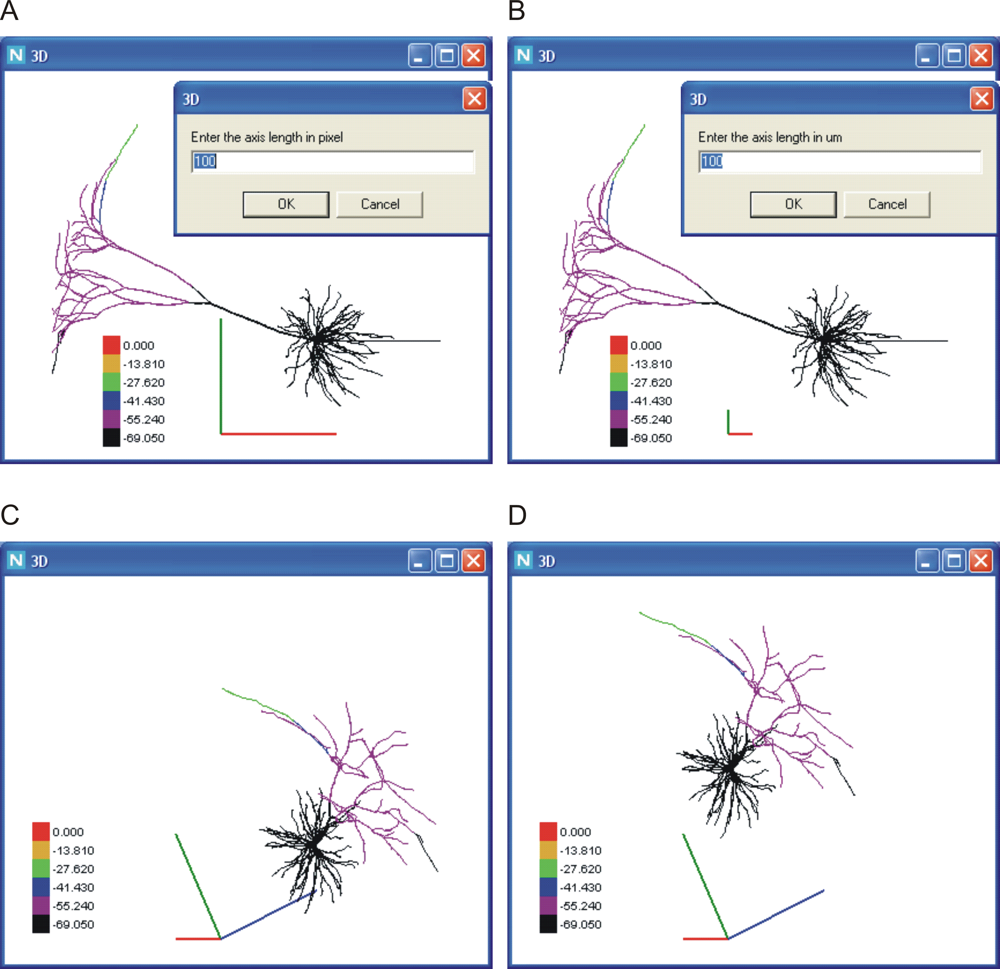 A
B
N 3D
N 3D
3D
3D
Enter the axis length in pixel
Enter the axis length in um
100
100
OK Cancel
OK Cancel
0.000
-13.810
-27.620
-41.430
-55.240
-69.050
0.000
-13.810
-27.620
-41.430
-55.240
-69.050
C
D
N 3D
N 3D
0.000
-13.810
-27.620
-41.430
-55.240
-69.050
0.000
-13.810
-27.620
-41.430
-55.240
-69.050